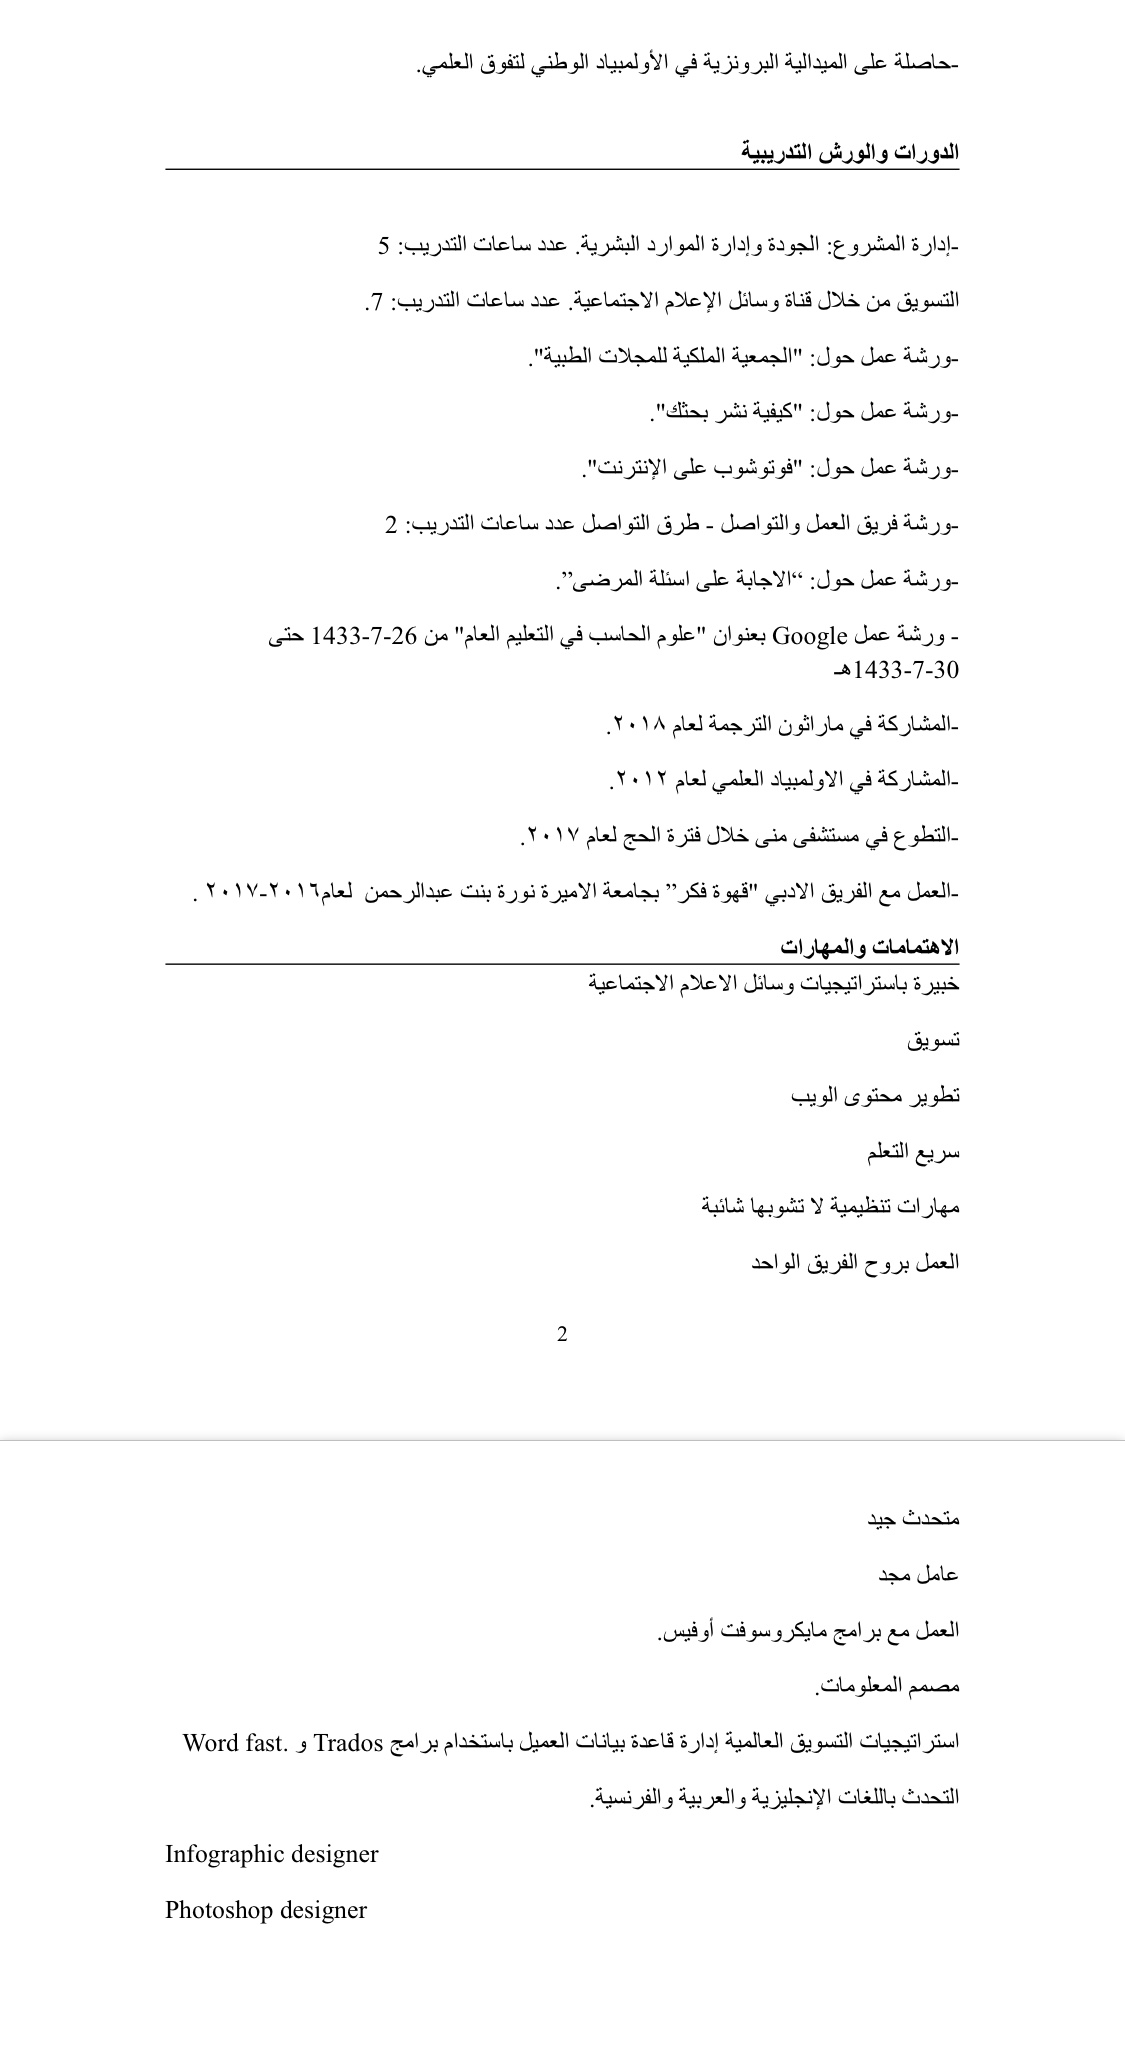 -حاصلة على الميدالية البرونزية في الأولمبياد الوطني لتفوق العلمي.
الدورات والورش التدريبية
-إدارة المشروع: الجودة وإدارة الموارد البشرية. عدد ساعات التدريب: 5
التسويق من خلال قناة وسائل الإعلام الاجتماعية. عدد ساعات التدريب: 7.
-ورشة عمل حول: "الجمعية الملكية للمجلات الطبية".
-ورشة عمل حول: "كيفية نشر بحثك".
-ورشة عمل حول: "فوتوشوب على الإنترنت".
-ورشة فريق العمل والتواصل - طرق التواصل عدد ساعات التدريب: 2
-ورشة عمل حول: “الاجابة على اسئلة المرضى”.
- ورشة عمل Google بعنوان "علوم الحاسب في التعليم العام" من 26-7-1433 حتى
30-7-1433هـ
-المشاركة في ماراثون الترجمة لعام ٢٠١٨.
-المشاركة في الاولمبياد العلمي لعام ٢٠١٢.
-التطوع في مستشفى منى خلال فترة الحج لعام ٢٠١٧.
-العمل مع الفريق الادبي "قهوة فكر” بجامعة الاميرة نورة بنت عبدالرحمن لعام٢٠١٦-٢٠١٧ .
الاهتمامات والمهارات
خبيرة باستراتيجيات وسائل الاعلام الاجتماعية
تسويق
تطوير محتوى الويب
سريع التعلم
مهارات تنظيمية لا تشوبها شائبة
العمل بروح الفريق الواحد
2
متحدث جيد
عامل مجد
العمل مع برامج مايكروسوفت أوفيس.
مصمم المعلومات.
استراتيجيات التسويق العالمية إدارة قاعدة بيانات العميل باستخدام برامج Trados و Word fast.
التحدث باللغات الإنجليزية والعربية والفرنسية.
Infographic designer
Photoshop designer